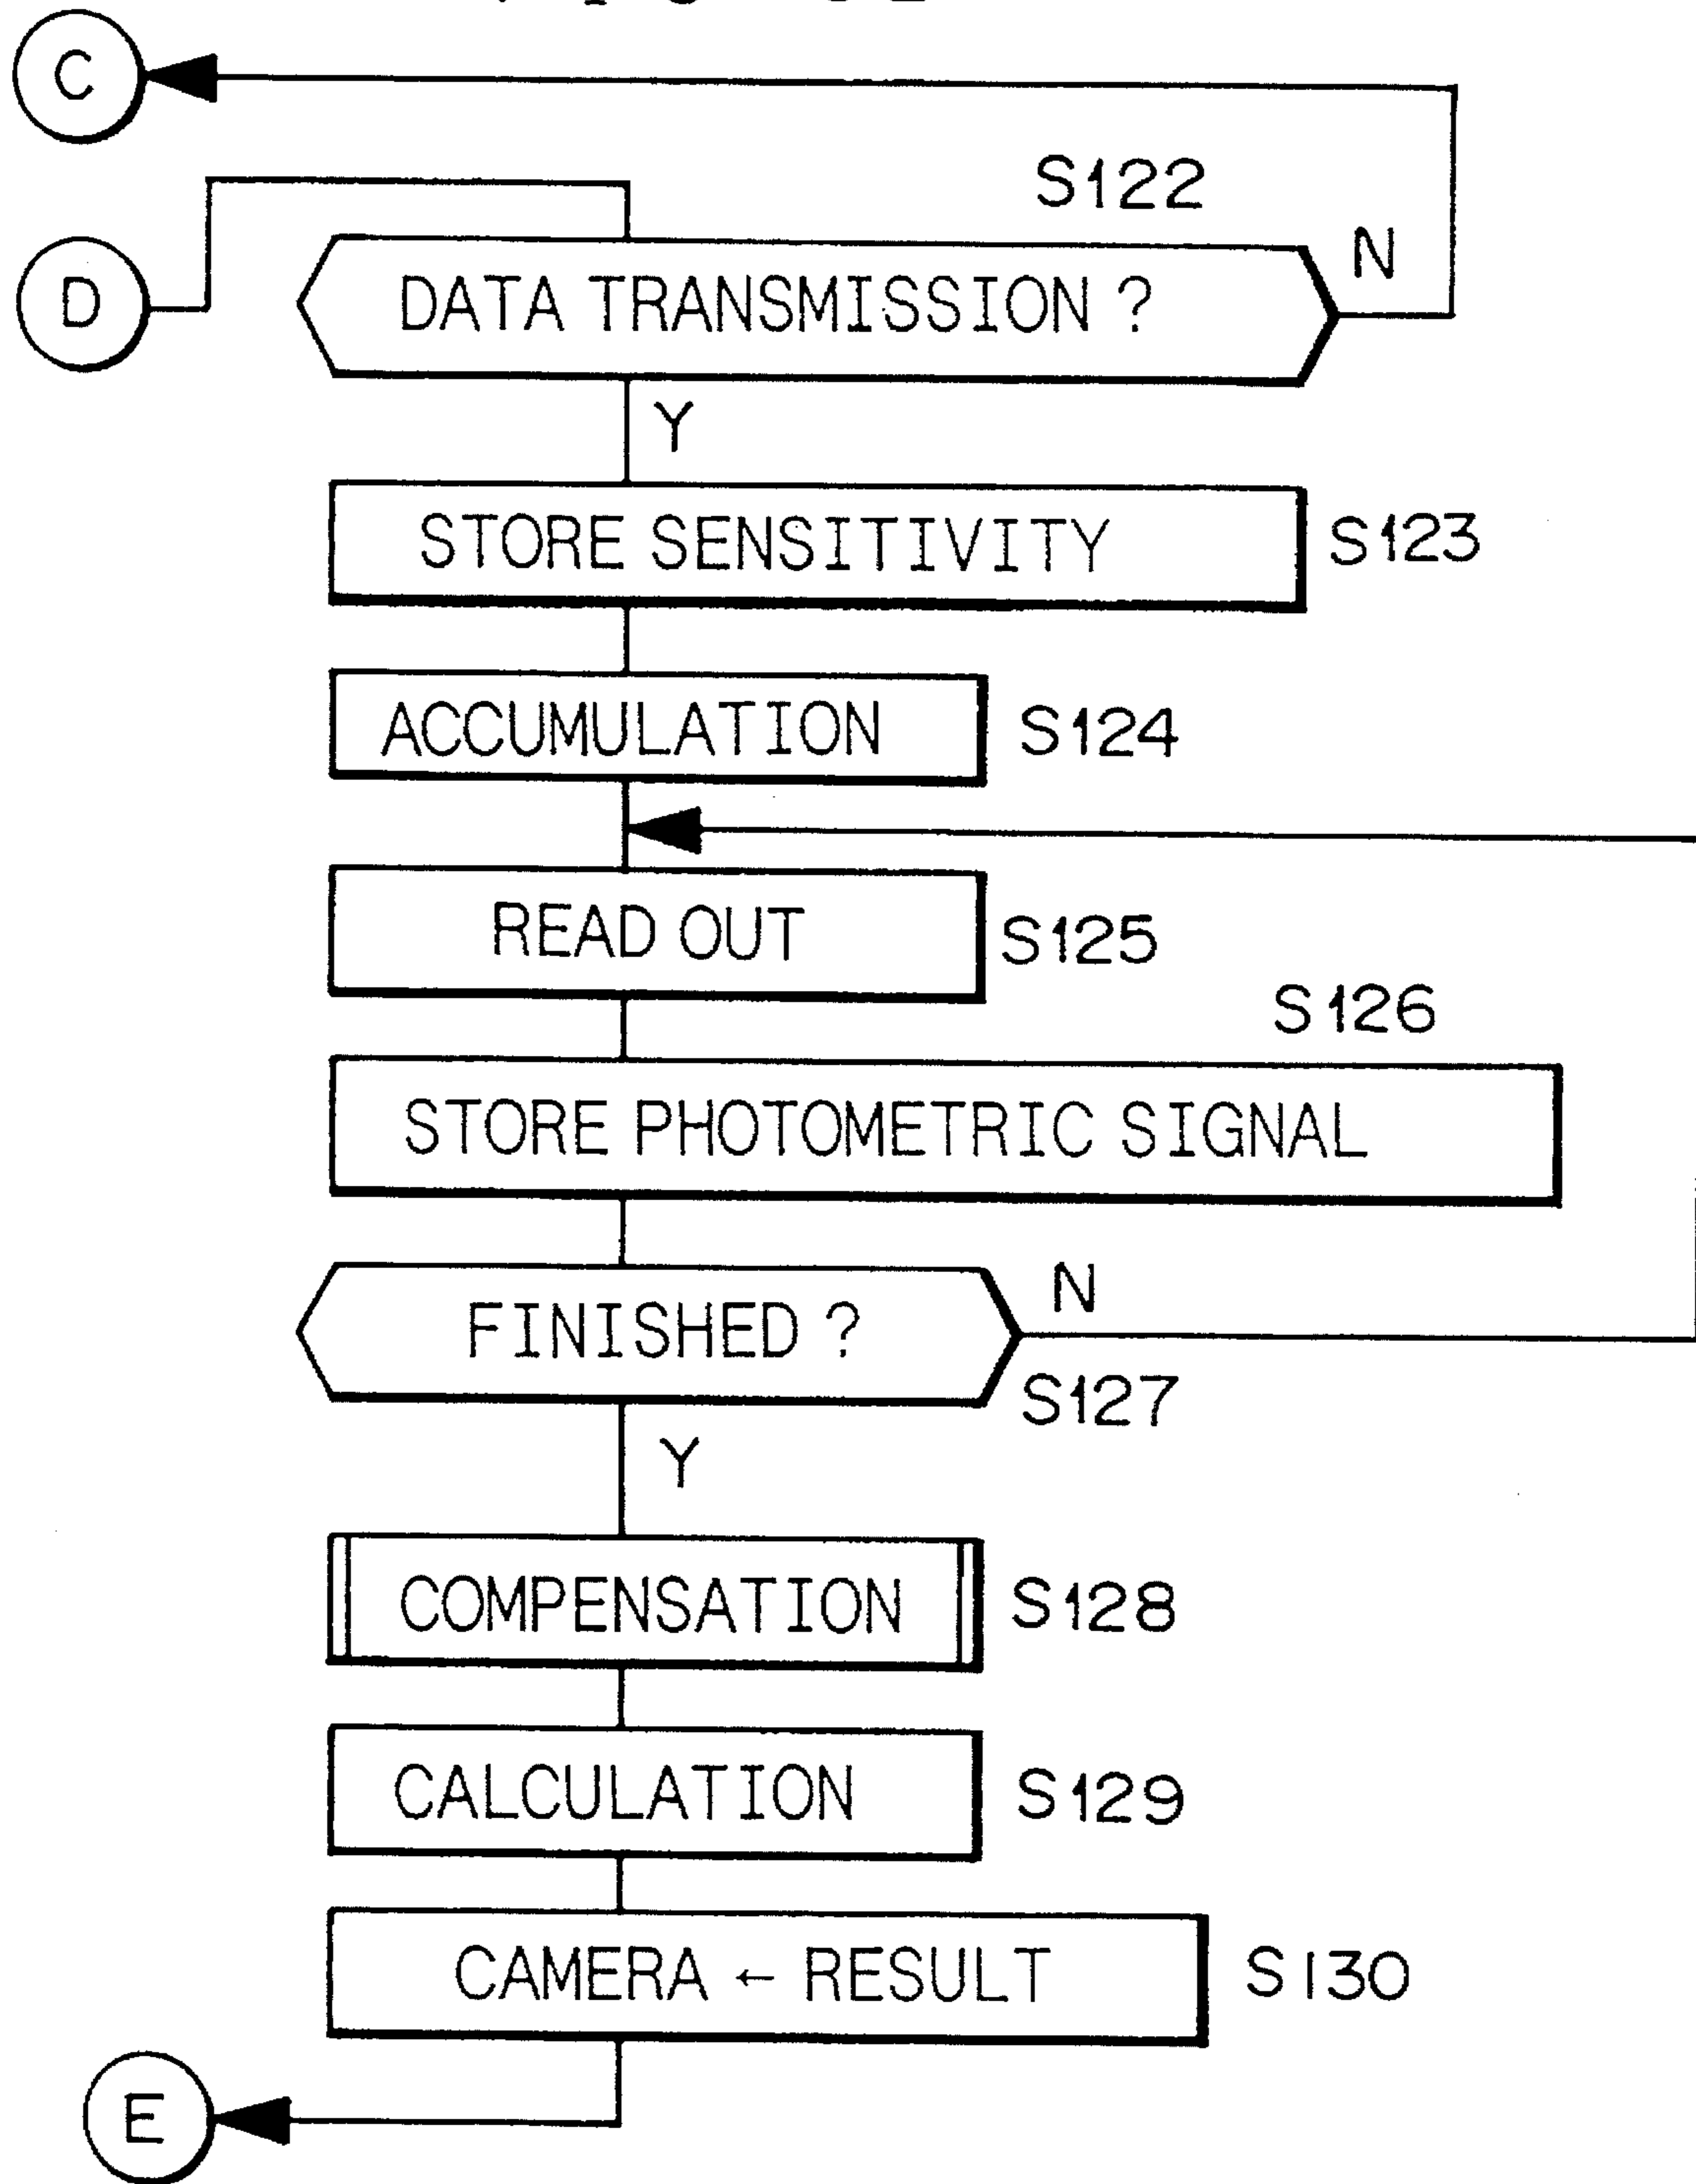 C
S122
D
DATA TRANSMISSION ?
N
Y
STORE SENSITIVITY
S123
ACCUMULATION
S124
READ OUT
S125
S126
STORE PHOTOMETRIC SIGNAL
FINISHED ?
N
S127
Y
COMPENSATION
S128
CALCULATION
S129
CAMERA ← RESULT
S130
E